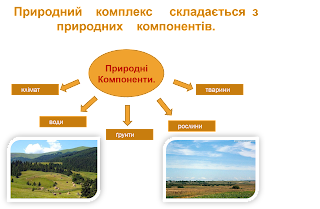 Природний комплекс складається з
природних компонентів.
Природні
Компоненти.
клімат
тварини
води
рослини
ґрунти